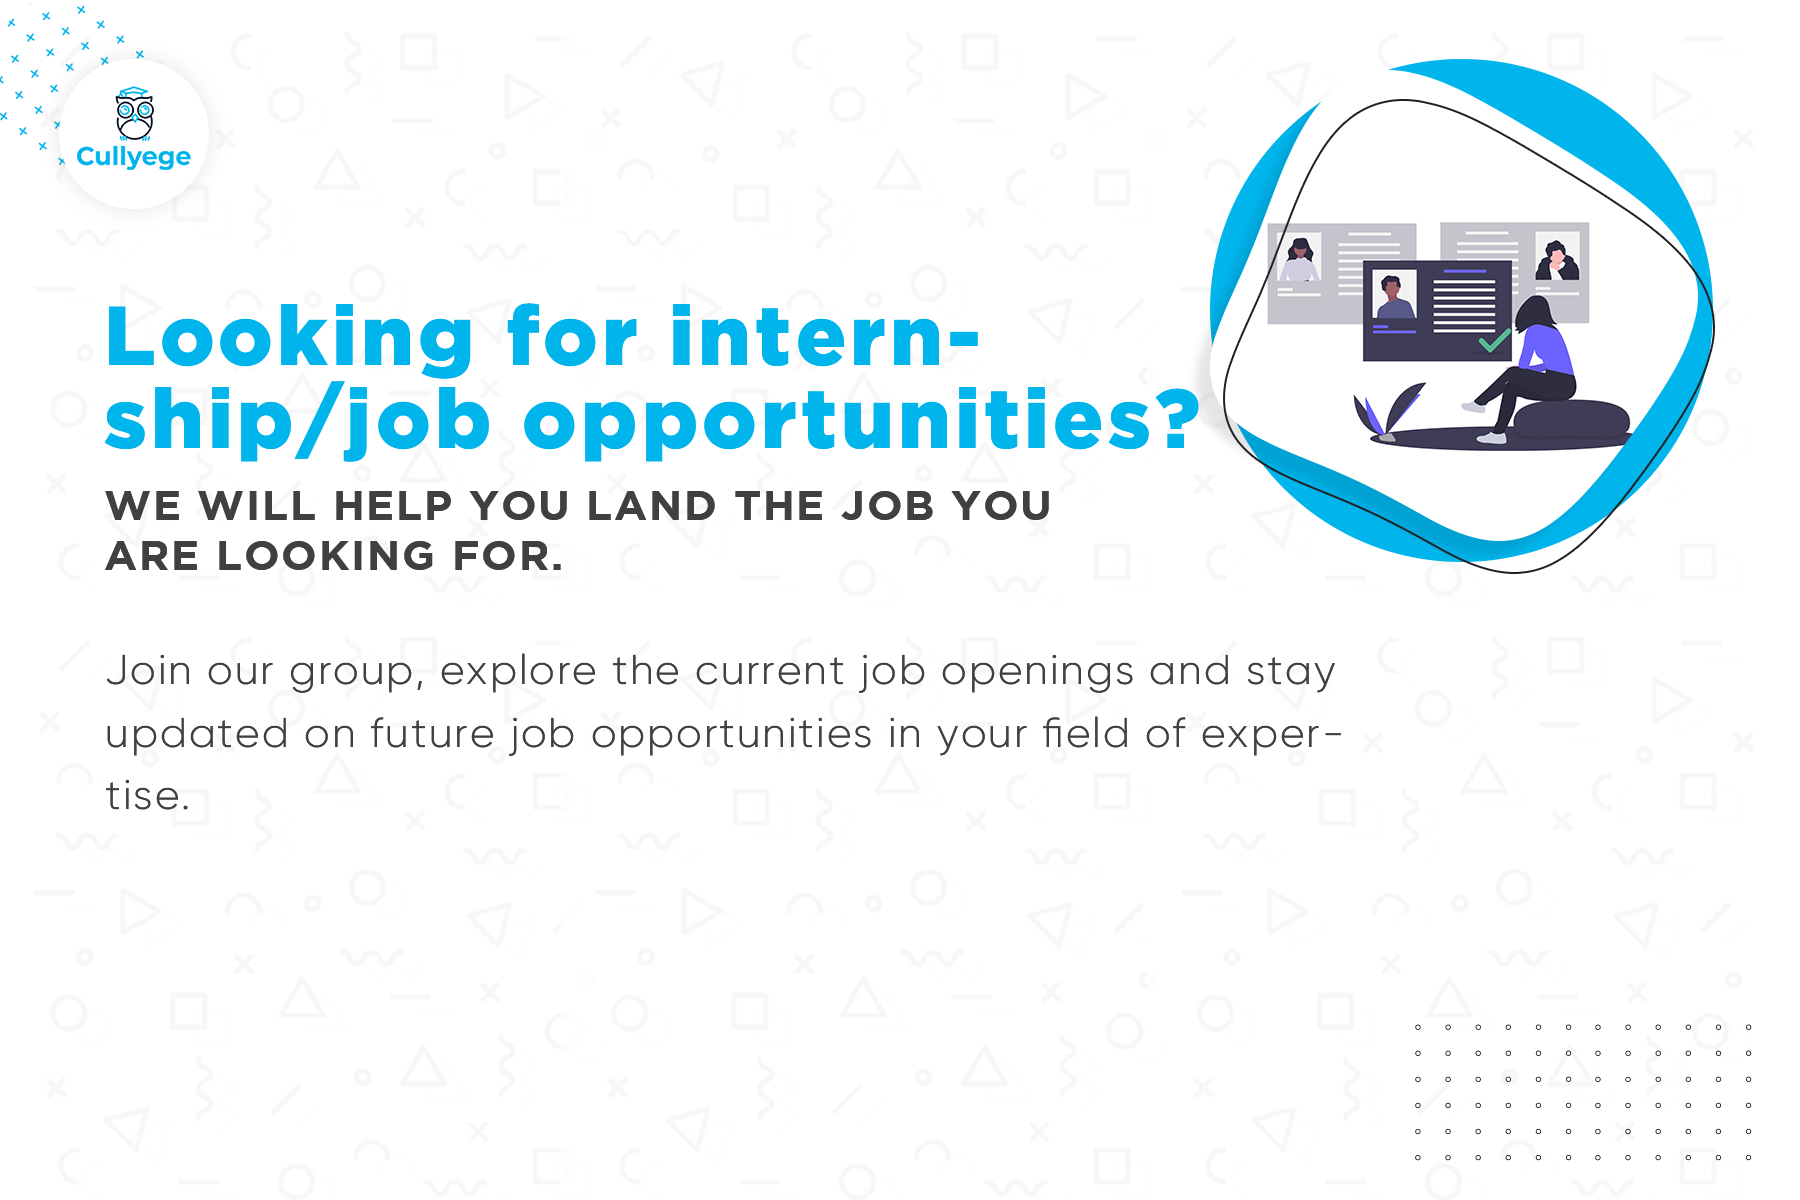 Cullyege
Looking for intern-
ship/job opportunities?
WE WILL HELP YOU LAND THE JOB YOU
ARE LOOKING FOR.
Join our group, explore the current job openings and stay
updated on future job opportunities in your field of exper-
tise.